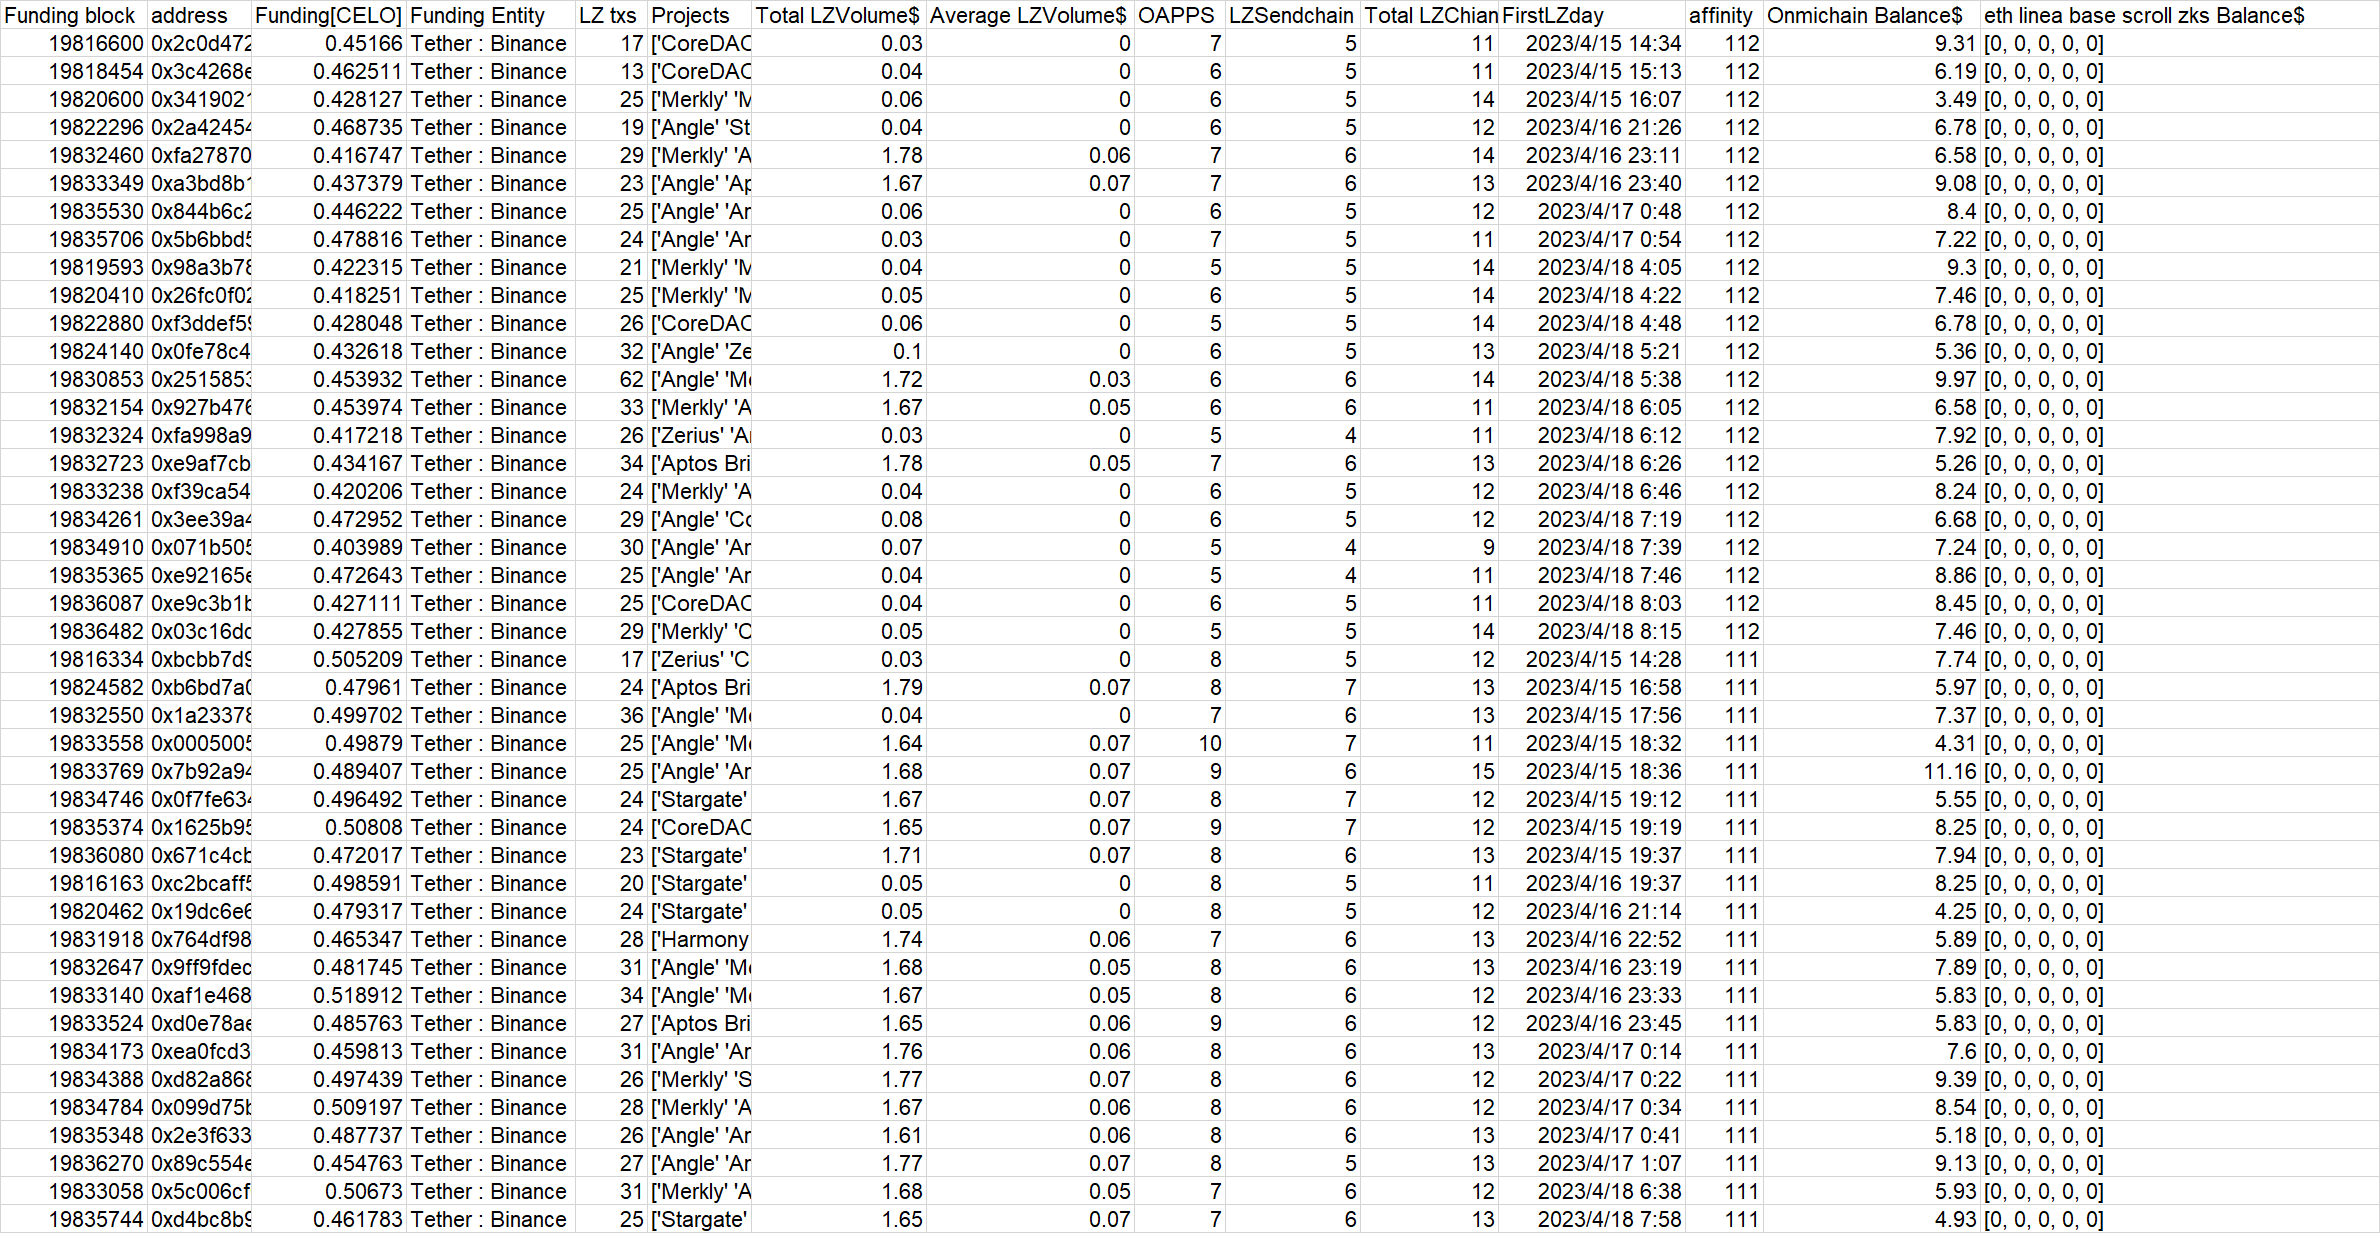 Funding block address Funding[CELO] Funding Entity LZ txs Projects Total LZVolume$ Average LZVolume$ OAPPS LZSendchain Total LZChian FirstLZday affinity Onmichain Balance$ eth linea base scroll zks Balance$
19816600 0x2c0d472 0.45166 Tether : Binance 17 ['CoreDAC 0.03 0 7 5 11 2023/4/15 14:34 112 9.31 [0, 0, 0, 0, 0]
19818454 0x3c4268e 0.462511 Tether : Binance 13 ['CoreDAC 0.04 0 6 5 11 2023/4/15 15:13 112 6.19 [0, 0, 0, 0, 0]
19820600 0x3419021 0.428127 Tether : Binance 25 ['Merkly' 'M 0.06 0 6 5 14 2023/4/15 16:07 112 3.49 [0, 0, 0, 0, 0]
19822296 0x2a42454 0.468735 Tether : Binance 19 ['Angle' 'St 0.04 0 6 5 12 2023/4/16 21:26 112 6.78 [0, 0, 0, 0, 0]
19832460 0xfa27870 0.416747 Tether : Binance 29 ['Merkly' 'A 1.78 0.06 7 6 14 2023/4/16 23:11 112 6.58 [0, 0, 0, 0, 0]
19833349 0xa3bd8b1 0.437379 Tether : Binance 23 ['Angle' 'Ap 1.67 0.07 7 6 13 2023/4/16 23:40 112 9.08 [0, 0, 0, 0, 0]
19835530 0x844b6c2 0.446222 Tether : Binance 25 ['Angle' 'Ar 0.06 0 6 5 12 2023/4/17 0:48 112 8.4 [0, 0, 0, 0, 0]
19835706 0x5b6bbd5 0.478816 Tether : Binance 24 ['Angle' 'Ar 0.03 0 7 5 11 2023/4/17 0:54 112 7.22 [0, 0, 0, 0, 0]
19819593 0x98a3b78 0.422315 Tether : Binance 21 ['Merkly' 'M 0.04 0 5 5 14 2023/4/18 4:05 112 9.3 [0, 0, 0, 0, 0]
19820410 0x26fc0f02 0.418251 Tether : Binance 25 ['Merkly' 'M 0.05 0 6 5 14 2023/4/18 4:22 112 7.46 [0, 0, 0, 0, 0]
19822880 0xf3ddef59 0.428048 Tether : Binance 26 ['CoreDAC 0.06 0 5 5 14 2023/4/18 4:48 112 6.78 [0, 0, 0, 0, 0]
19824140 0x0fe78c4 0.432618 Tether : Binance 32 ['Angle' 'Ze 0.1 0 6 5 13 2023/4/18 5:21 112 5.36 [0, 0, 0, 0, 0]
19830853 0x2515853 0.453932 Tether : Binance 62 ['Angle' 'Me 1.72 0.03 6 6 14 2023/4/18 5:38 112 9.97 [0, 0, 0, 0, 0]
19832154 0x927b476 0.453974 Tether : Binance 33 ['Merkly' 'A 1.67 0.05 6 6 11 2023/4/18 6:05 112 6.58 [0, 0, 0, 0, 0]
19832324 0xfa998a9 0.417218 Tether : Binance 26 ['Zerius' 'Ar 0.03 0 5 4 11 2023/4/18 6:12 112 7.92 [0, 0, 0, 0, 0]
19832723 0xe9af7cb 0.434167 Tether : Binance 34 ['Aptos Bri 1.78 0.05 7 6 13 2023/4/18 6:26 112 5.26 [0, 0, 0, 0, 0]
19833238 0xf39ca54 0.420206 Tether : Binance 24 ['Merkly' 'A 0.04 0 6 5 12 2023/4/18 6:46 112 8.24 [0, 0, 0, 0, 0]
19834261 0x3ee39a4 0.472952 Tether : Binance 29 ['Angle' 'Co 0.08 0 6 5 12 2023/4/18 7:19 112 6.68 [0, 0, 0, 0, 0]
19834910 0x071b505 0.403989 Tether : Binance 30 ['Angle' 'Ar 0.07 0 5 4 9 2023/4/18 7:39 112 7.24 [0, 0, 0, 0, 0]
19835365 0xe92165e 0.472643 Tether : Binance 25 ['Angle' 'Ar 0.04 0 5 4 11 2023/4/18 7:46 112 8.86 [0, 0, 0, 0, 0]
19836087 0xe9c3b1b 0.427111 Tether : Binance 25 ['CoreDAC 0.04 0 6 5 11 2023/4/18 8:03 112 8.45 [0, 0, 0, 0, 0]
19836482 0x03c16dc 0.427855 Tether : Binance 29 ['Merkly' 'C 0.05 0 5 5 14 2023/4/18 8:15 112 7.46 [0, 0, 0, 0, 0]
19816334 0xbcbb7d9 0.505209 Tether : Binance 17 ['Zerius' 'C 0.03 0 8 5 12 2023/4/15 14:28 111 7.74 [0, 0, 0, 0, 0]
19824582 0xb6bd7a0 0.47961 Tether : Binance 24 ['Aptos Bri 1.79 0.07 8 7 13 2023/4/15 16:58 111 5.97 [0, 0, 0, 0, 0]
19832550 0x1a23378 0.499702 Tether : Binance 36 ['Angle' 'Me 0.04 0 7 6 13 2023/4/15 17:56 111 7.37 [0, 0, 0, 0, 0]
19833558 0x0005005 0.49879 Tether : Binance 25 ['Angle' 'Me 1.64 0.07 10 7 11 2023/4/15 18:32 111 4.31 [0, 0, 0, 0, 0]
19833769 0x7b92a94 0.489407 Tether : Binance 25 ['Angle' 'Ar 1.68 0.07 9 6 15 2023/4/15 18:36 111 11.16 [0, 0, 0, 0, 0]
19834746 0x0f7fe634 0.496492 Tether : Binance 24 ['Stargate' 1.67 0.07 8 7 12 2023/4/15 19:12 111 5.55 [0, 0, 0, 0, 0]
19835374 0x1625b95 0.50808 Tether : Binance 24 ['CoreDAC 1.65 0.07 9 7 12 2023/4/15 19:19 111 8.25 [0, 0, 0, 0, 0]
19836080 0x671c4cb 0.472017 Tether : Binance 23 ['Stargate' 1.71 0.07 8 6 13 2023/4/15 19:37 111 7.94 [0, 0, 0, 0, 0]
19816163 0xc2bcaff5 0.498591 Tether : Binance 20 ['Stargate' 0.05 0 8 5 11 2023/4/16 19:37 111 8.25 [0, 0, 0, 0, 0]
19820462 0x19dc6e6 0.479317 Tether : Binance 24 ['Stargate' 0.05 0 8 5 12 2023/4/16 21:14 111 4.25 [0, 0, 0, 0, 0]
19831918 0x764df98 0.465347 Tether : Binance 28 ['Harmony 1.74 0.06 7 6 13 2023/4/16 22:52 111 5.89 [0, 0, 0, 0, 0]
19832647 0x9ff9fdec 0.481745 Tether : Binance 31 ['Angle' 'Me 1.68 0.05 8 6 13 2023/4/16 23:19 111 7.89 [0, 0, 0, 0, 0]
19833140 0xaf1e468 0.518912 Tether : Binance 34 ['Angle' 'Me 1.67 0.05 8 6 12 2023/4/16 23:33 111 5.83 [0, 0, 0, 0, 0]
19833524 0xd0e78ae 0.485763 Tether : Binance 27 ['Aptos Bri 1.65 0.06 9 6 12 2023/4/16 23:45 111 5.83 [0, 0, 0, 0, 0]
19834173 0xea0fcd3 0.459813 Tether : Binance 31 ['Angle' 'Ar 1.76 0.06 8 6 13 2023/4/17 0:14 111 7.6 [0, 0, 0, 0, 0]
19834388 0xd82a868 0.497439 Tether : Binance 26 ['Merkly' 'S 1.77 0.07 8 6 12 2023/4/17 0:22 111 9.39 [0, 0, 0, 0, 0]
19834784 0x099d75b 0.509197 Tether : Binance 28 ['Merkly' 'A 1.67 0.06 8 6 12 2023/4/17 0:34 111 8.54 [0, 0, 0, 0, 0]
19835348 0x2e3f633 0.487737 Tether : Binance 26 ['Angle' 'Ar 1.61 0.06 8 6 13 2023/4/17 0:41 111 5.18 [0, 0, 0, 0, 0]
19836270 0x89c554e 0.454763 Tether : Binance 27 ['Angle' 'Ar 1.77 0.07 8 5 13 2023/4/17 1:07 111 9.13 [0, 0, 0, 0, 0]
19833058 0x5c006cf 0.50673 Tether : Binance 31 ['Merkly' 'A 1.68 0.05 7 6 12 2023/4/18 6:38 111 5.93 [0, 0, 0, 0, 0]
19835744 0xd4bc8b9 0.461783 Tether : Binance 25 ['Stargate' 1.65 0.07 7 6 13 2023/4/18 7:58 111 4.93 [0, 0, 0, 0, 0]